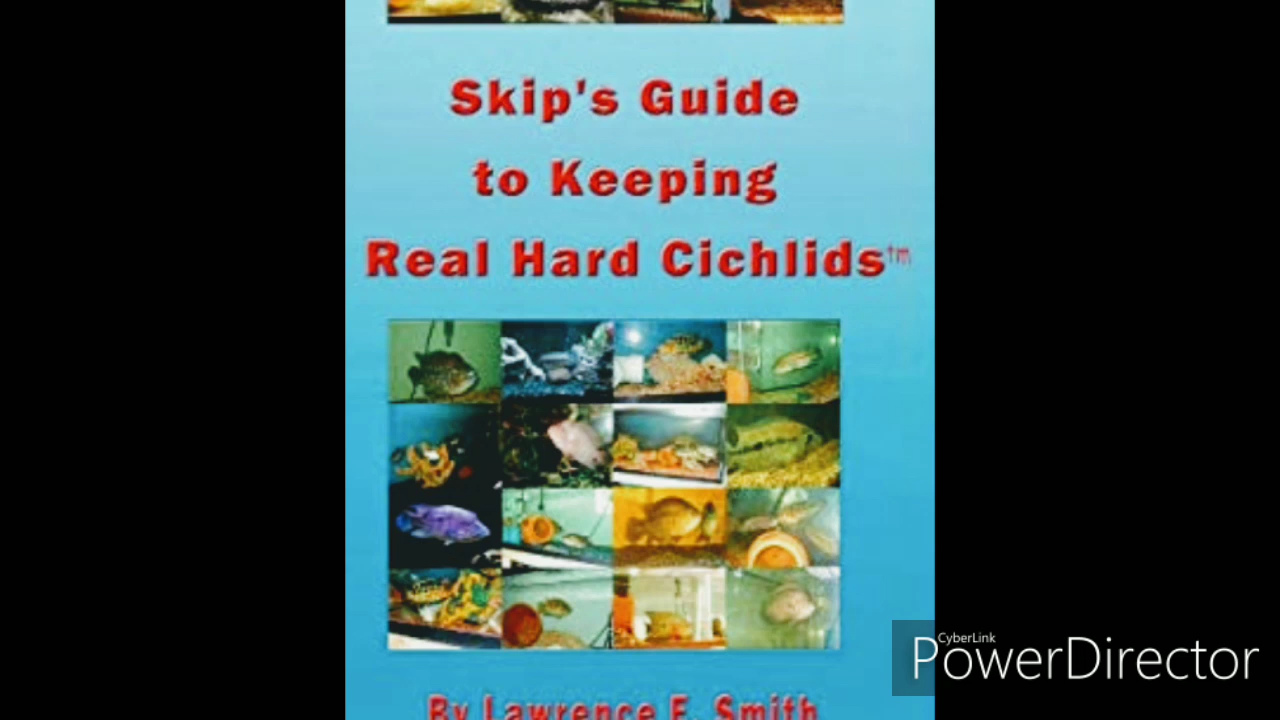 Skip's Guide
to Keeping
Real Hard Cichlids™
By Lawrence E. Smith
CyberLink
PowerDirector